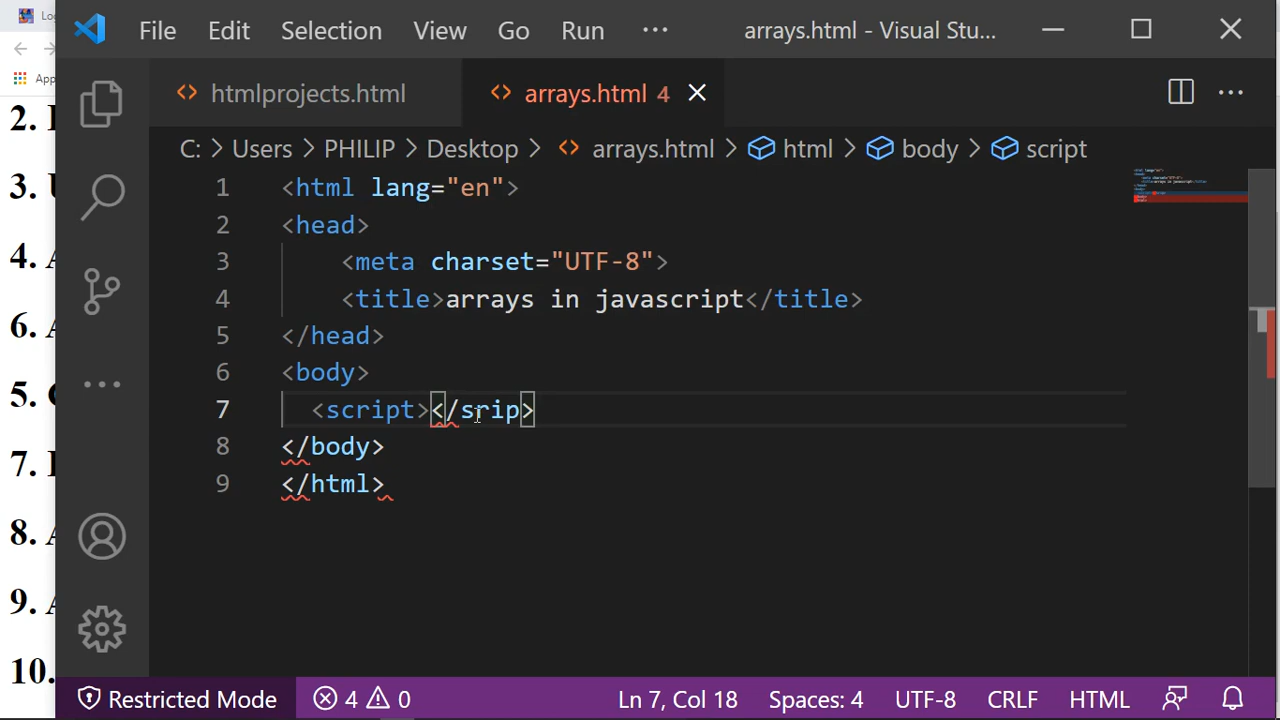 Lo
File Edit Selection View Go Run ··· arrays.html - Visual Stu...
App
htmlprojects.html
arrays.html 4
C: > Users > PHILIP > Desktop > arrays.html > html > body > script
1 <html lang="en">
2 <head>
3 <meta charset="UTF-8">
4 <title>arrays in javascript</title>
5 </head>
6 <body>
7 <script></srip>
8 </body>
9 </html>
2.
3.
4. A
6. A
5.
7.
8. A
9. A
10.
Restricted Mode 4 0 Ln 7, Col 18 Spaces: 4 UTF-8 CRLF HTML